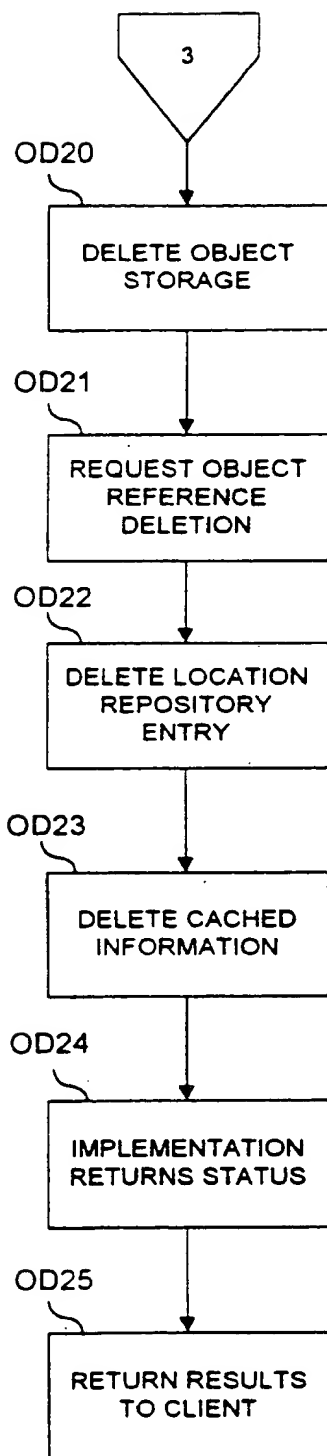 3
OD20
DELETE OBJECT
STORAGE
OD21
REQUEST OBJECT
REFERENCE
DELETION
OD22
DELETE LOCATION
REPOSITORY
ENTRY
OD23
DELETE CACHED
INFORMATION
OD24
IMPLEMENTATION
RETURNS STATUS
OD25
RETURN RESULTS
TO CLIENT